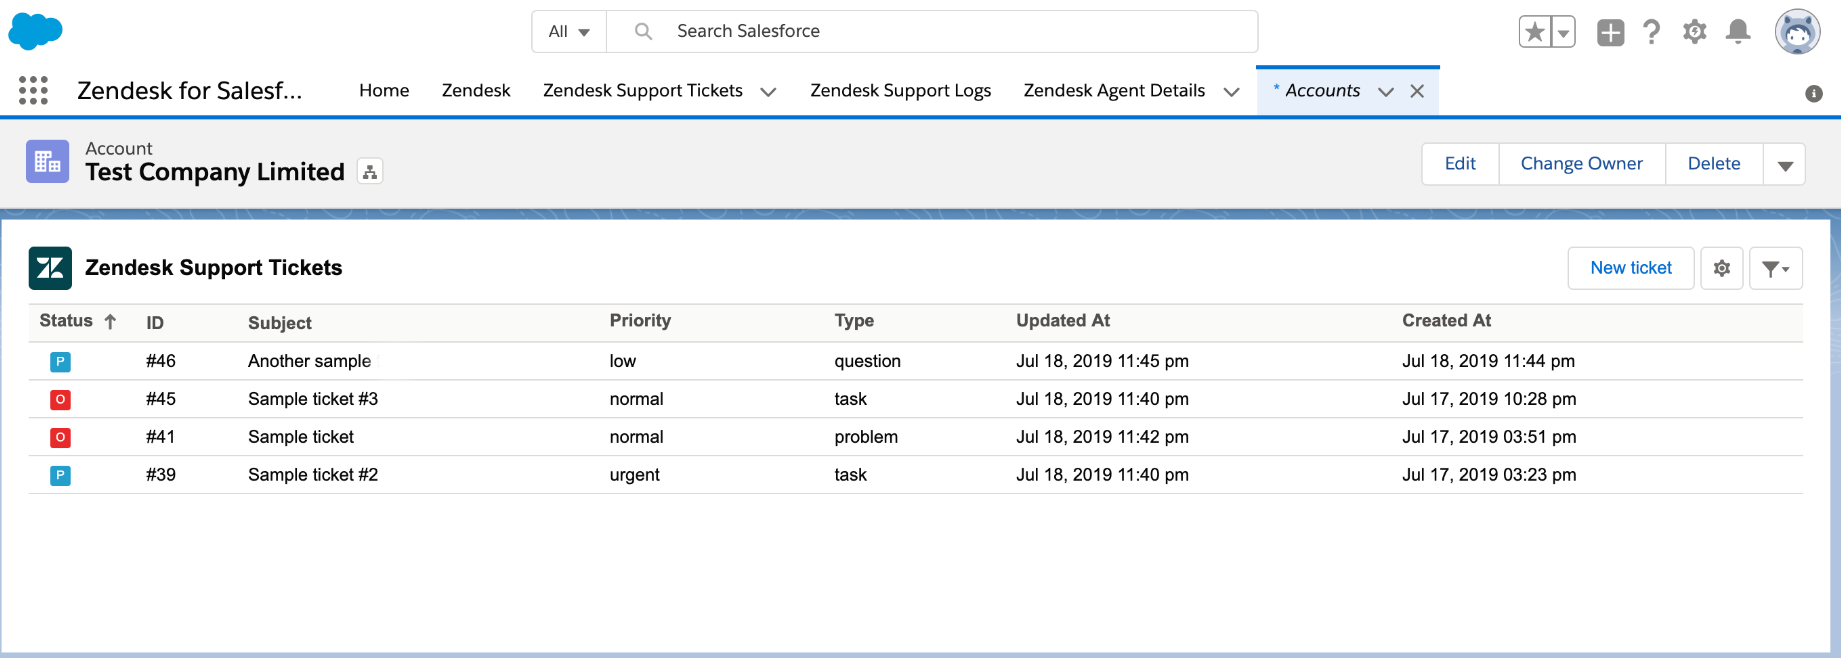 All Search Salesforce
Zendesk for Salesf... Home Zendesk Zendesk Support Tickets Zendesk Support Logs Zendesk Agent Details * Accounts
Account
Test Company Limited Edit Change Owner Delete
Zendesk Support Tickets New ticket
Status ID Subject Priority Type Updated At Created At
P #46 Another sample low question Jul 18, 2019 11:45 pm Jul 18, 2019 11:44 pm
O #45 Sample ticket #3 normal task Jul 18, 2019 11:40 pm Jul 17, 2019 10:28 pm
O #41 Sample ticket normal problem Jul 18, 2019 11:42 pm Jul 17, 2019 03:51 pm
P #39 Sample ticket #2 urgent task Jul 18, 2019 11:40 pm Jul 17, 2019 03:23 pm